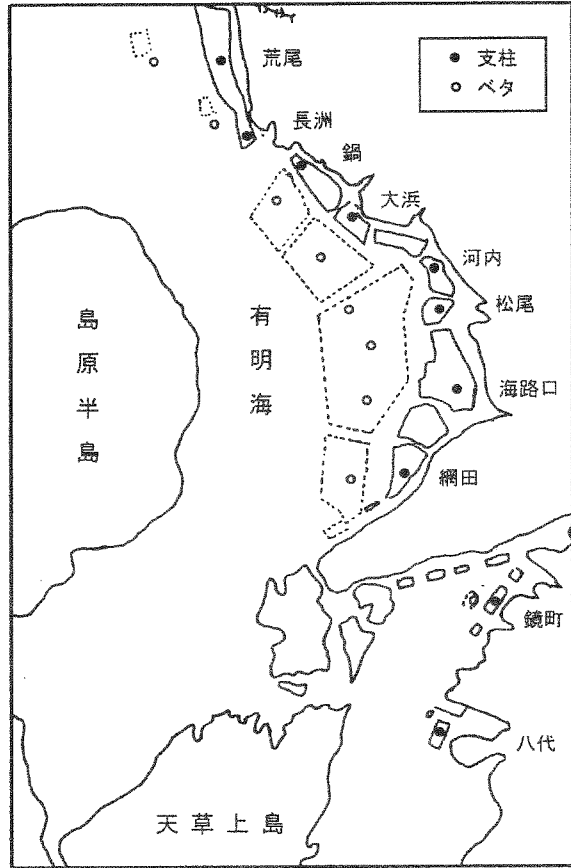 支柱
ベタ
荒尾
長洲
鍋
大浜
河内
松尾
海路口
網田
鏡町
八代
島原半島
有明海
天草上島